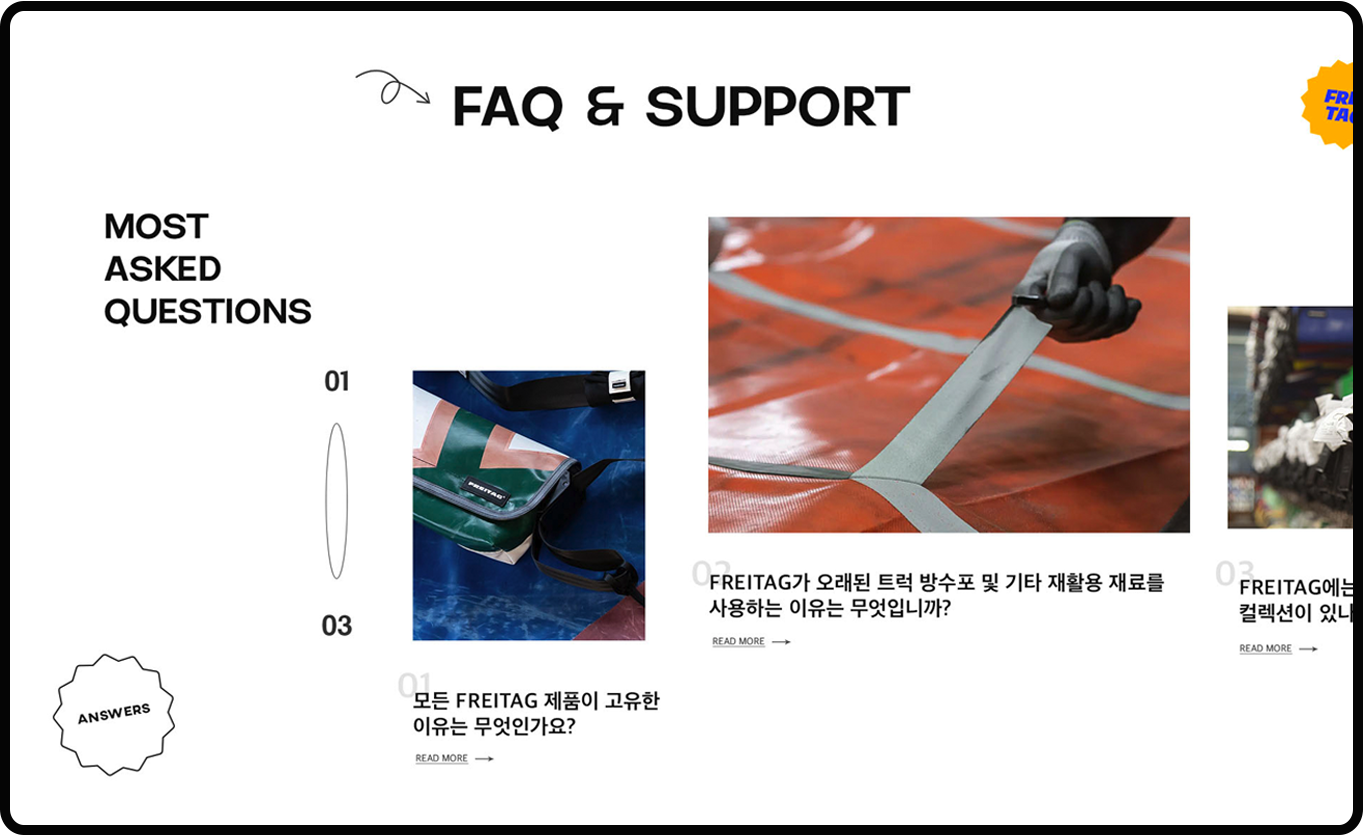 FAQ & SUPPORT
MOST
ASKED
QUESTIONS
01
03
ANSWERS
FREITAG
01
모든 FREITAG 제품이 고유한
이유는 무엇인가요?
READ MORE
02
FREITAG가 오래된 트럭 방수포 및 기타 재활용 재료를
사용하는 이유는 무엇입니까?
READ MORE
03
FREITAG에는
컬렉션이
READ MORE